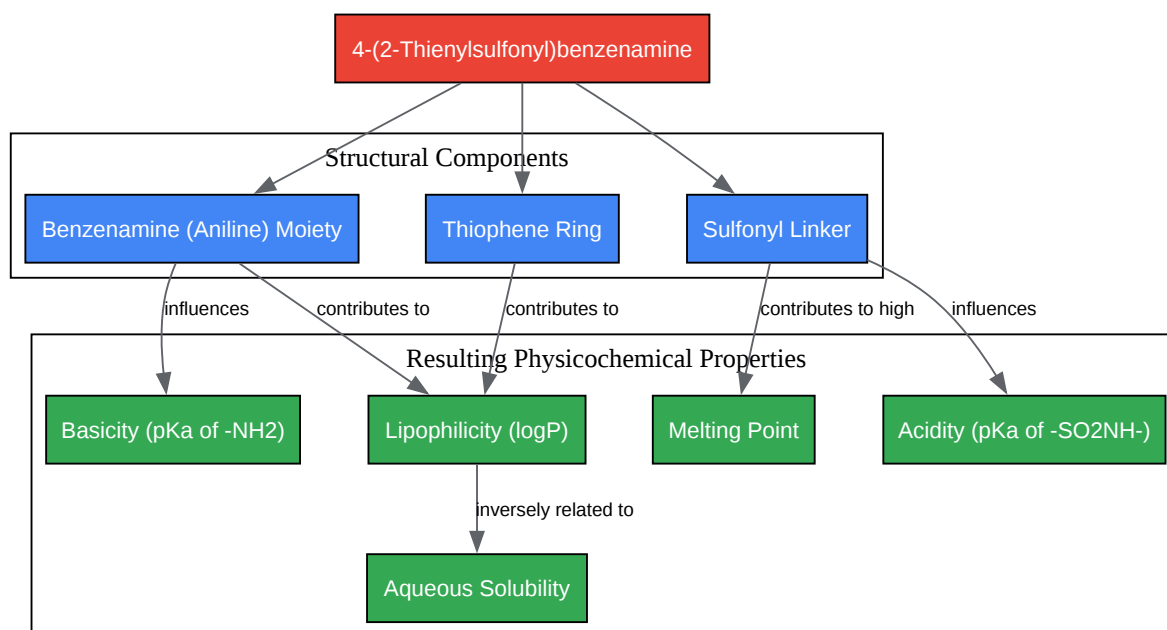 4-(2-Thienylsulfonyl)benzenamine
Structural Components
Benzenamine (Aniline) Moiety
Thiophene Ring
Sulfonyl Linker
influences
contributes to
contributes to
contributes to high
influences
Resulting Physicochemical Properties
Basicity (pKa of -NH2)
Lipophilicity (logP)
Melting Point
Acidity (pKa of -SO2NH-)
inversely related to
Aqueous Solubility